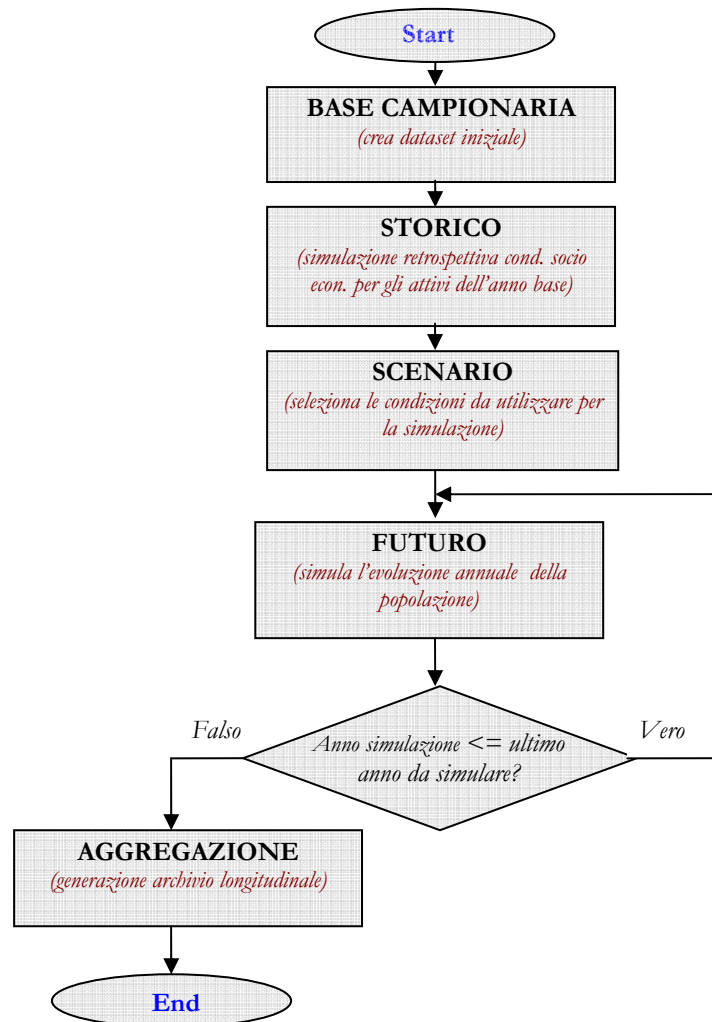 Start
BASE CAMPIONARIA
(crea dataset iniziale)
STORICO
(simulazione retrospettiva cond. socio
econ. per gli attivi dell'anno base)
SCENARIO
(seleziona le condizioni da utilizzare per
la simulazione)
FUTURO
(simula l'evoluzione annuale della
popolazione)
Falso
Anno simulazione <= ultimo
anno da simulare?
Vero
AGGREGAZIONE
(generazione archivio longitudinale)
End